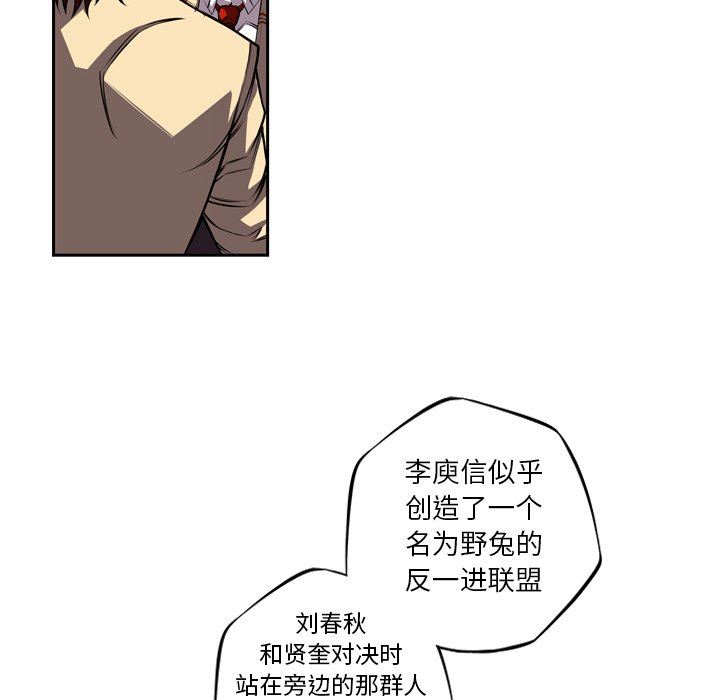 李庾信似乎
创造了一个
名为野兔的
反一进联盟
刘春秋
和贤奎对决时
站在旁边的那群人